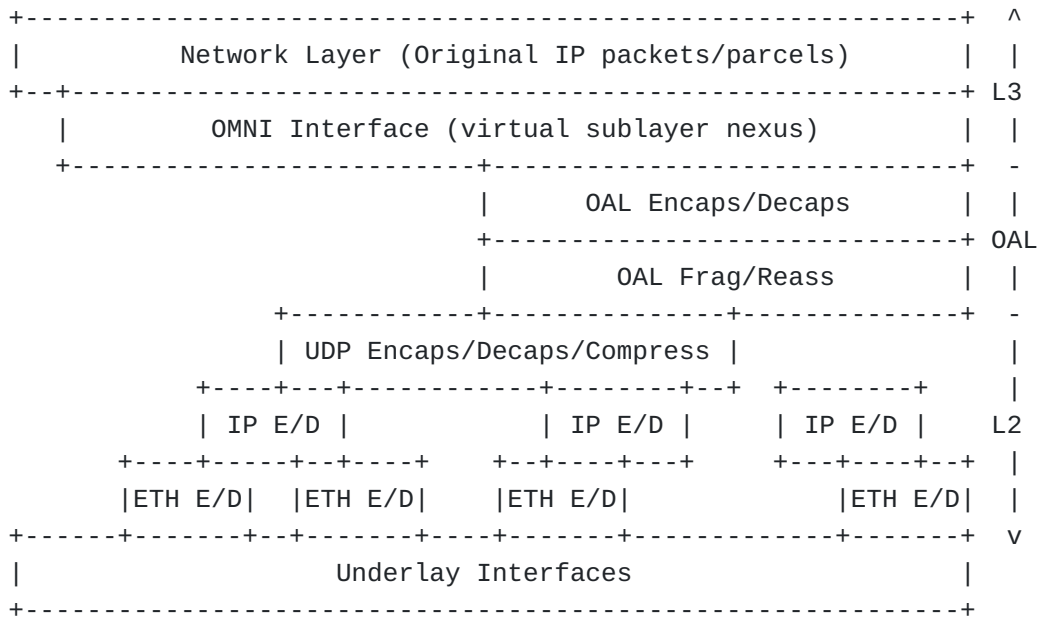 +------------------------------------------------------------+  ^
|          Network Layer (Original IP packets/parcels)       |  |
+--+---------------------------------------------------------+ L3
   |         OMNI Interface (virtual sublayer nexus)         |  |
   +--------------------------+------------------------------+  -
                              |      OAL Encaps/Decaps       |  |
                              +------------------------------+ OAL
                              |        OAL Frag/Reass        |  |
                 +------------+---------------+--------------+  -
                 | UDP Encaps/Decaps/Compress |                 |
            +----+---+------------+--------+--+  +--------+     |
            | IP E/D |            | IP E/D |     | IP E/D |    L2
       +----+-----+--+----+    +--+----+---+     +---+----+--+  |
       |ETH E/D|  |ETH E/D|    |ETH E/D|             |ETH E/D|  |
+------+-------+--+-------+----+-------+-------------+-------+  v
|                    Underlay Interfaces                     |
+------------------------------------------------------------+